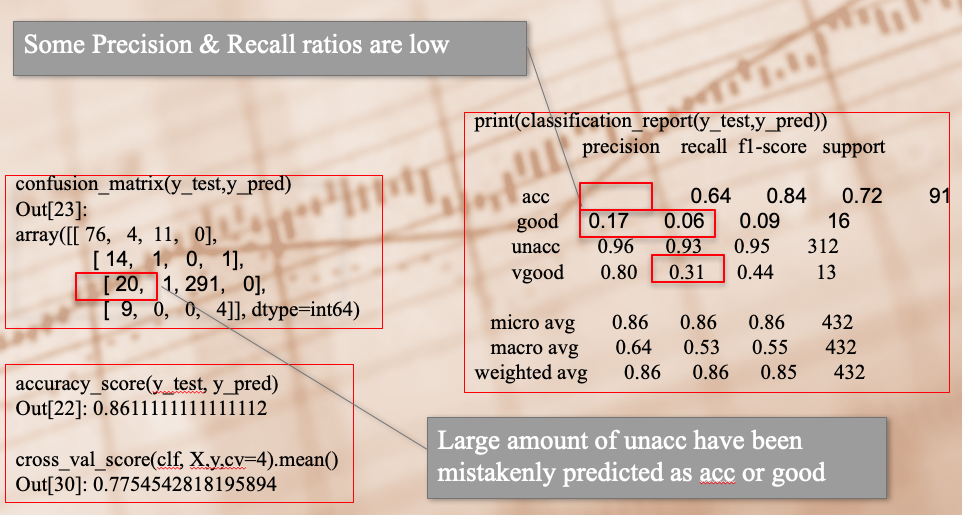 Some Precision & Recall ratios are low
print(classification_report(y_test,y_pred))
precision recall f1-score support
acc 0.64 0.84 0.72 91
good 0.17 0.06 0.09 16
unacc 0.96 0.93 0.95 312
vgood 0.80 0.31 0.44 13
micro avg 0.86 0.86 0.86 432
macro avg 0.64 0.53 0.55 432
weighted avg 0.86 0.86 0.85 432
confusion_matrix(y_test,y_pred)
Out[23]:
array([[ 76, 4, 11, 0],
[ 14, 1, 0, 1],
[ 20, 1, 291, 0],
[ 9, 0, 0, 4]], dtype=int64)
accuracy_score(y_test, y_pred)
Out[22]: 0.8611111111111112
cross_val_score(clf, X,y,cv=4).mean()
Out[30]: 0.7754542818195894
Large amount of unacc have been
mistakenly predicted as acc or good